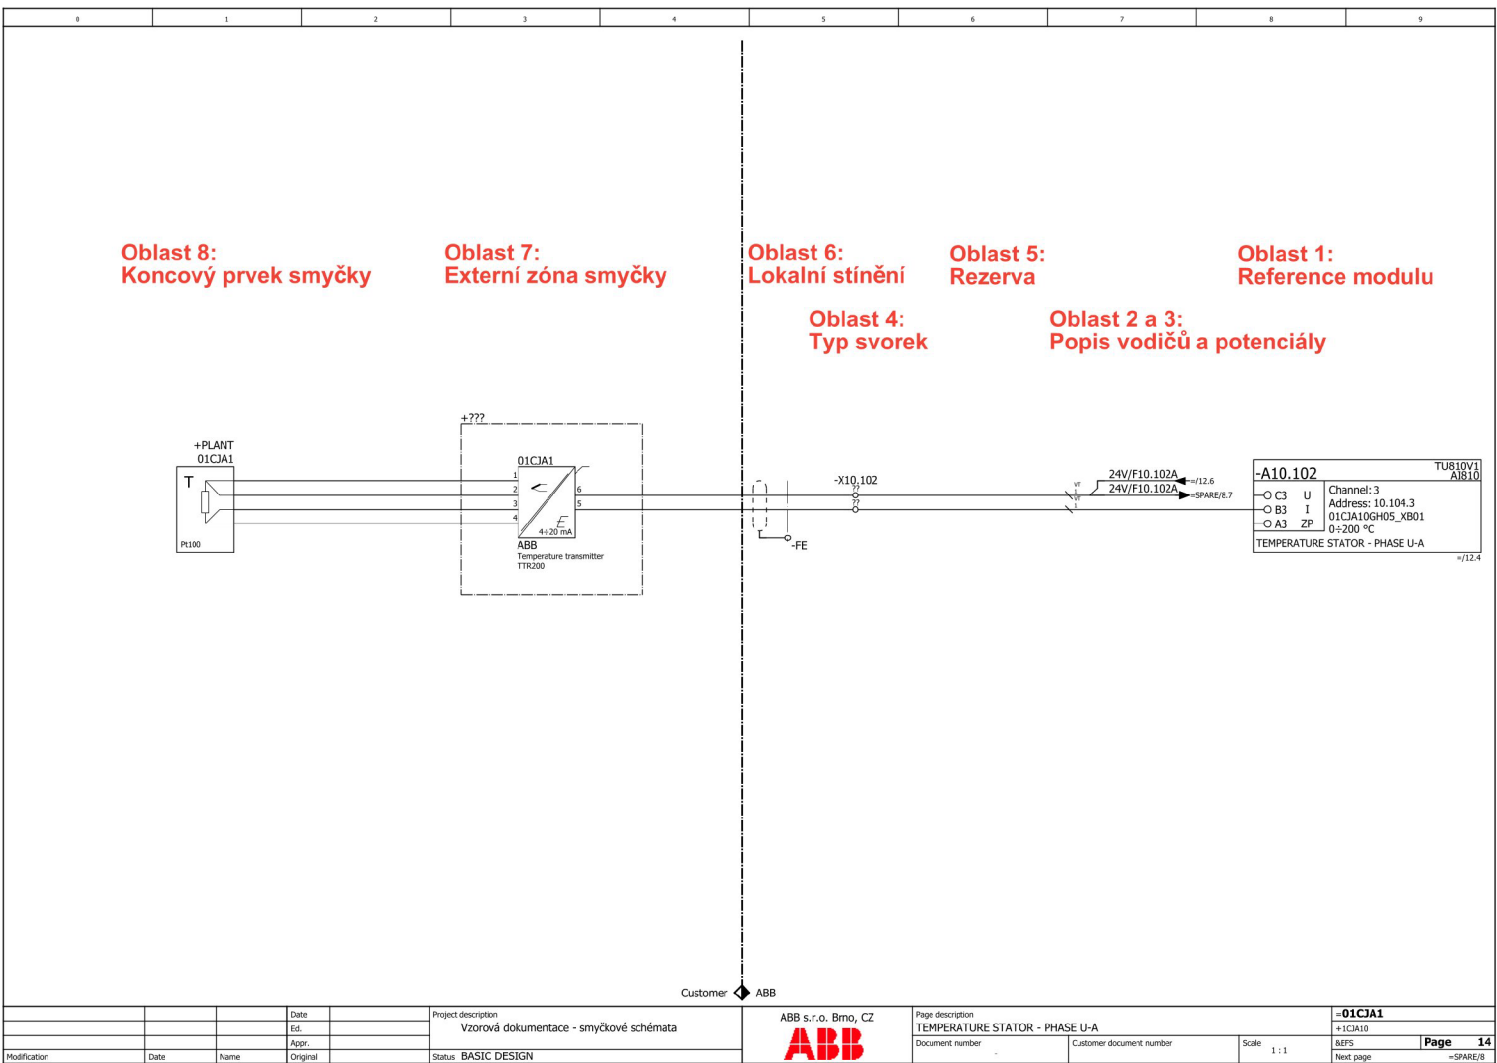 0 1 2 3 4 5 6 7 8 9
Oblast 8:
Koncový prvek smyčky
Oblast 7:
Externí zóna smyčky
Oblast 6:
Lokalní stínění
Oblast 5:
Rezerva
Oblast 1:
Reference modulu
Oblast 4:
Typ svorek
Oblast 2 a 3:
Popis vodičů a potenciály
+PLANT
01CJA1
T
Pt100
+???
01CJA1
1
2
3
4
6
5
E
4÷20 mA
ABB
Temperature transmitter
TTR200
-X10.102
??
??
-FE
VT
VT
24V/F10.102A
=/12.6
24V/F10.102A
=SPARE/8.7
-A10.102
TU810V1
AI810
C3 U
B3 I
A3 ZP
Channel: 3
Address: 10.104.3
01CJA10GH05_XB01
0÷200 °C
TEMPERATURE STATOR - PHASE U-A
=/12.4
Customer ABB
Modification
Date
Name
Date
Ed.
Appr.
Original
Project description
Vzorová dokumentace - smyčkové schémata
Status BASIC DESIGN
ABB s.r.o. Brno, CZ
ABB
Page description
TEMPERATURE STATOR - PHASE U-A
Document number
-
Customer document number
Scale
1 : 1
=01CJA1
+1CJA10
&EFS
Page 14
Next page =SPARE/8